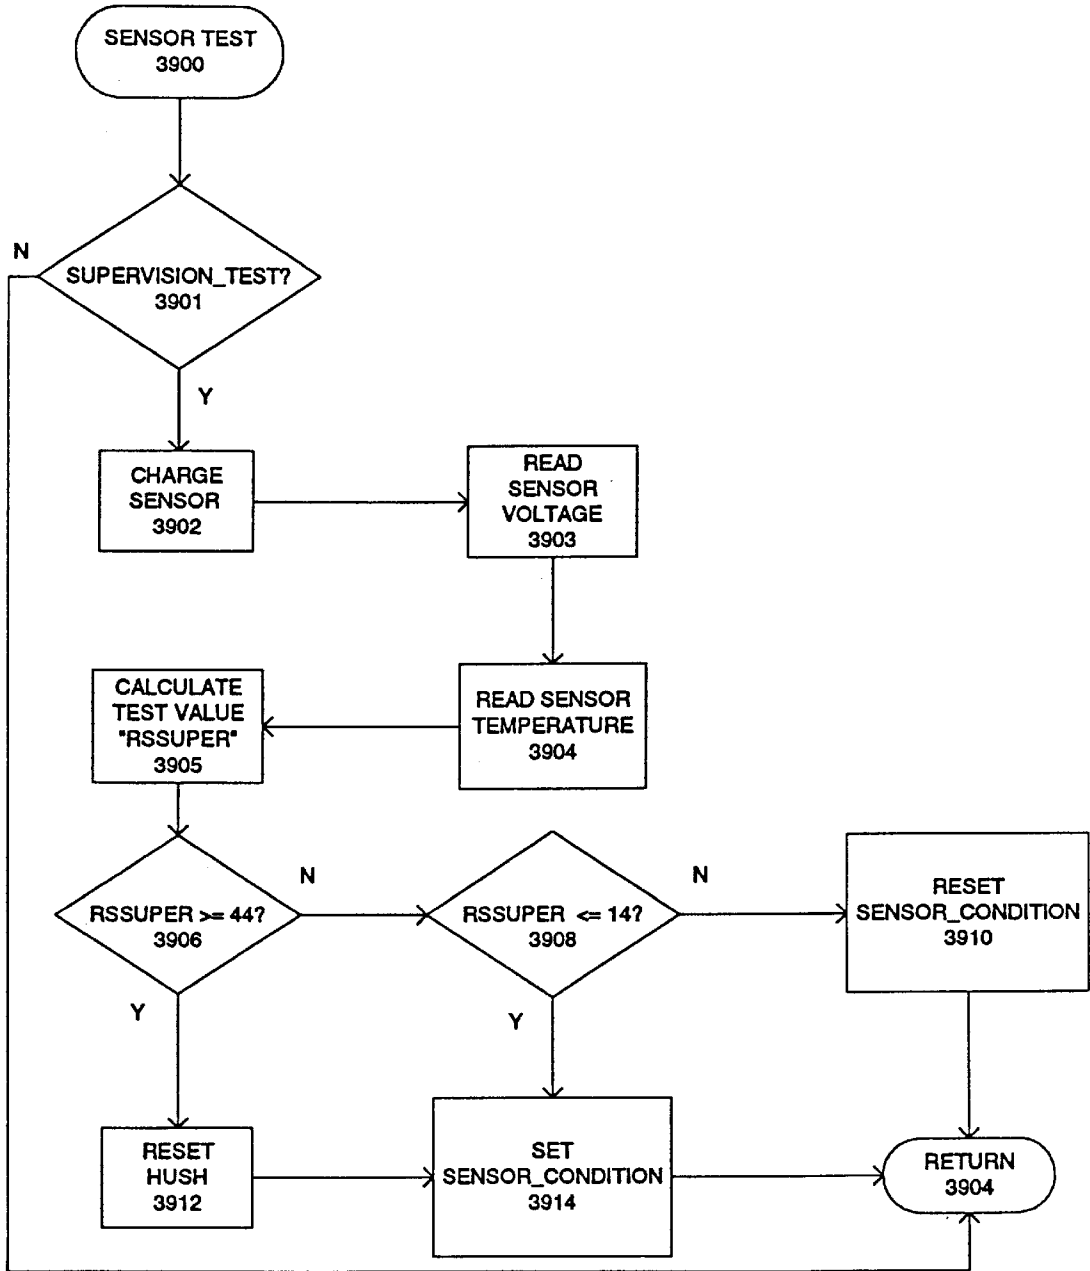 SENSOR TEST
3900
N
SUPERVISION_TEST?
3901
Y
CHARGE
SENSOR
3902
READ
SENSOR
VOLTAGE
3903
CALCULATE
TEST VALUE
"RSSUPER"
3905
READ SENSOR
TEMPERATURE
3904
RSSUPER >= 44?
3906
N
RSSUPER <= 14?
3908
N
RESET
SENSOR_CONDITION
3910
Y
Y
RESET
HUSH
3912
SET
SENSOR_CONDITION
3914
RETURN
3904